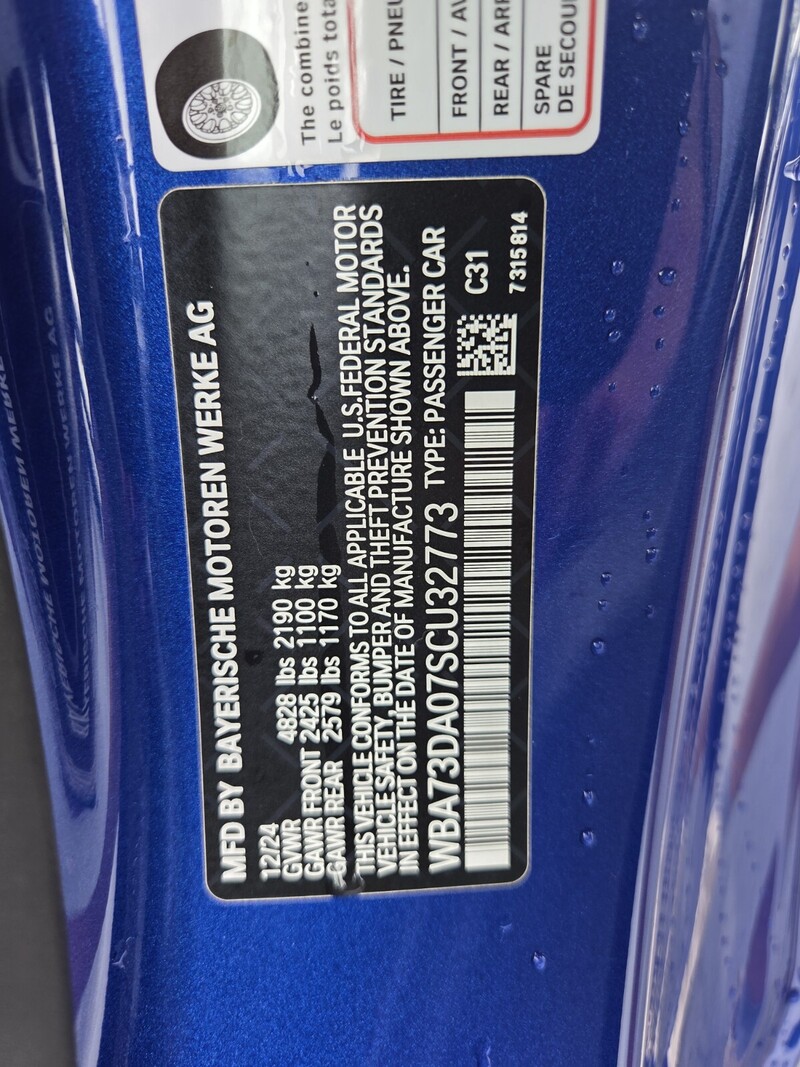 The combine
Le poids tota
TIRE / PNEU
FRONT / AV
REAR / ARR
SPARE
DE SECOU
MFD BY BAYERISCHE MOTOREN WERKE AG
12/24
GVWR 4828 lbs 2190 kg
GAWR FRONT 2425 lbs 1100 kg
GAWR REAR 2579 lbs 1170 kg
THIS VEHICLE CONFORMS TO ALL APPLICABLE U.S.FEDERAL MOTOR
VEHICLE SAFETY, BUMPER AND THEFT PREVENTION STANDARDS
IN EFFECT ON THE DATE OF MANUFACTURE SHOWN ABOVE.
WBA73DA07SCU32773 TYPE: PASSENGER CAR
C31
7 315 814